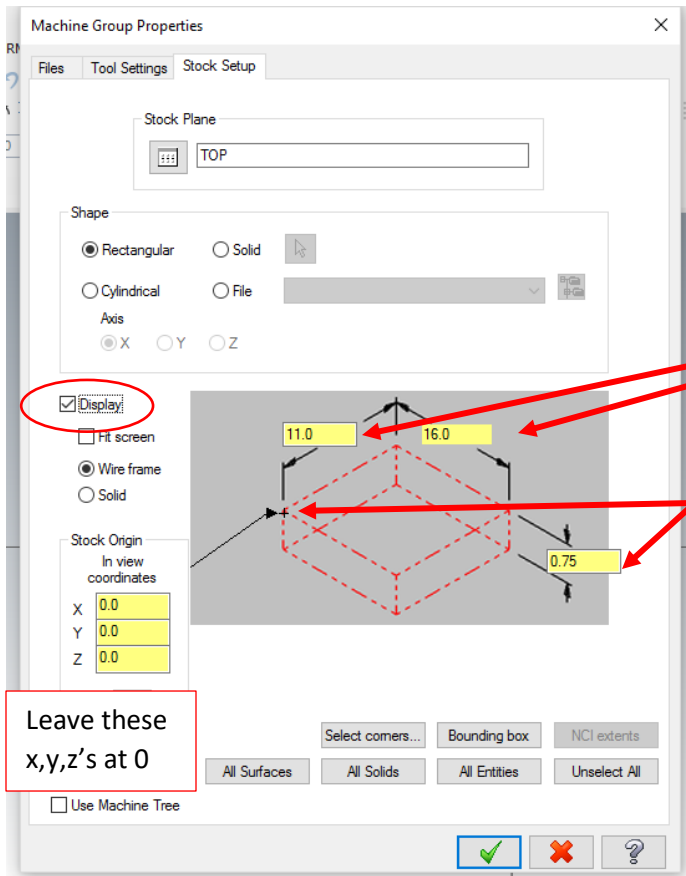 Machine Group Properties
Files Tool Settings Stock Setup
Stock Plane
TOP
Shape
Rectangular Solid
Cylindrical File
Axis
X Y Z
Display
Fit screen
Wire frame
Solid
11.0 16.0
0.75
Stock Origin
In view
coordinates
X 0.0
Y 0.0
Z 0.0
Leave these
x,y,z’s at 0
Select corners... Bounding box NCI extents
All Surfaces All Solids All Entities Unselect All
Use Machine Tree